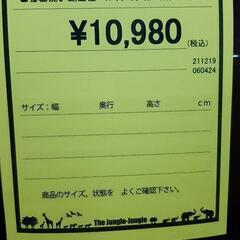 ¥10,980
(税込)
211219
060424
サイズ:幅 奥行 高さ cm
商品のサイズ、状態を よくご確認下さい。
The Jungle-Jungle